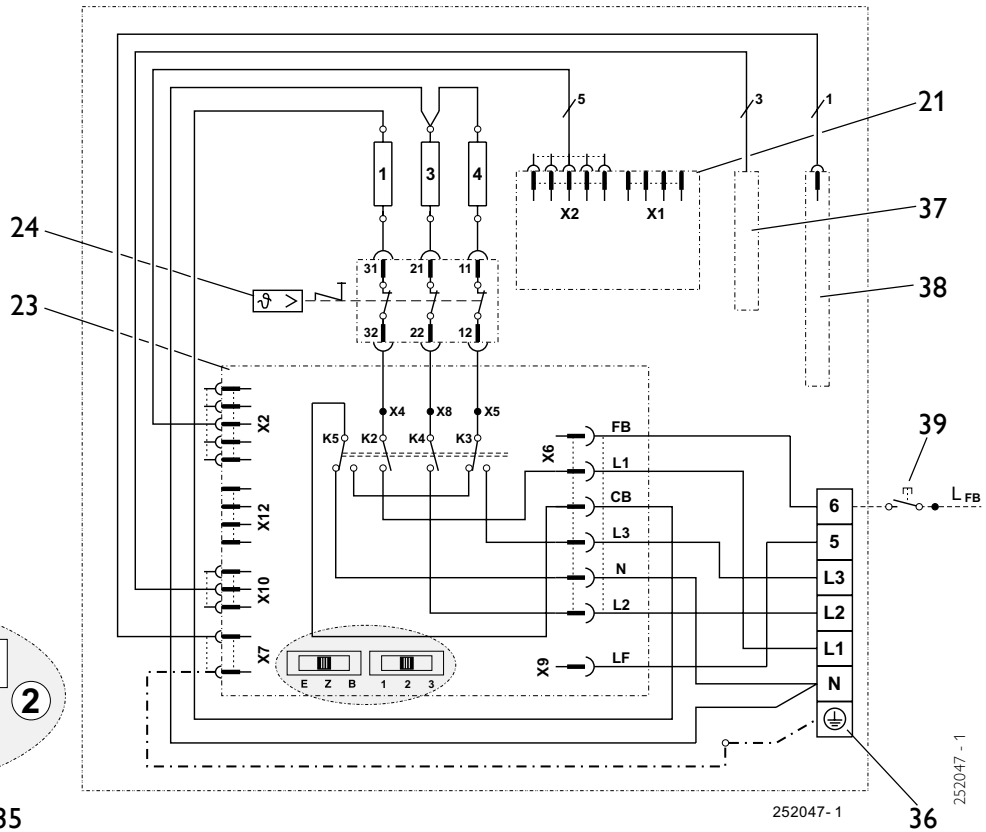 5
3
1
21
1
3
4
X2
X1
37
24
31
21
11
38
ϑ >
23
32
22
12
X4
X8
X5
39
X2
K5
K2
K4
K3
X6
FB
L1
6
L FB
X12
CB
5
L3
L3
X10
N
L2
L2
L1
X7
X9
LF
E Z B
1 2 3
N
2
252047 - 1
35
252047- 1
36